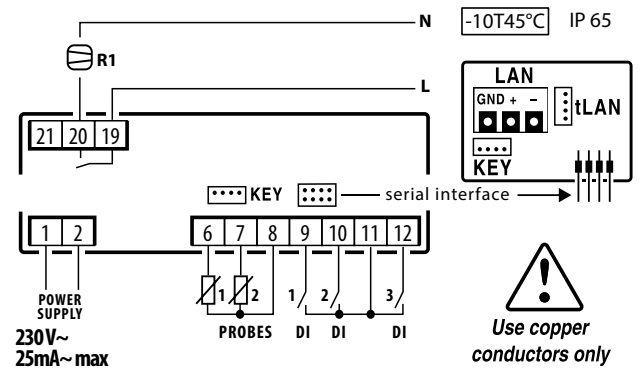 N -10T45°C IP 65
R1
L
LAN
GND + -
tLAN
KEY
21 20 19
KEY
serial interface
1 2
6 7 8 9 10 11 12
1 2 1 2 3
POWER
SUPPLY
PROBES DI DI DI
230 V~
25mA~ max
!
Use copper
conductors only